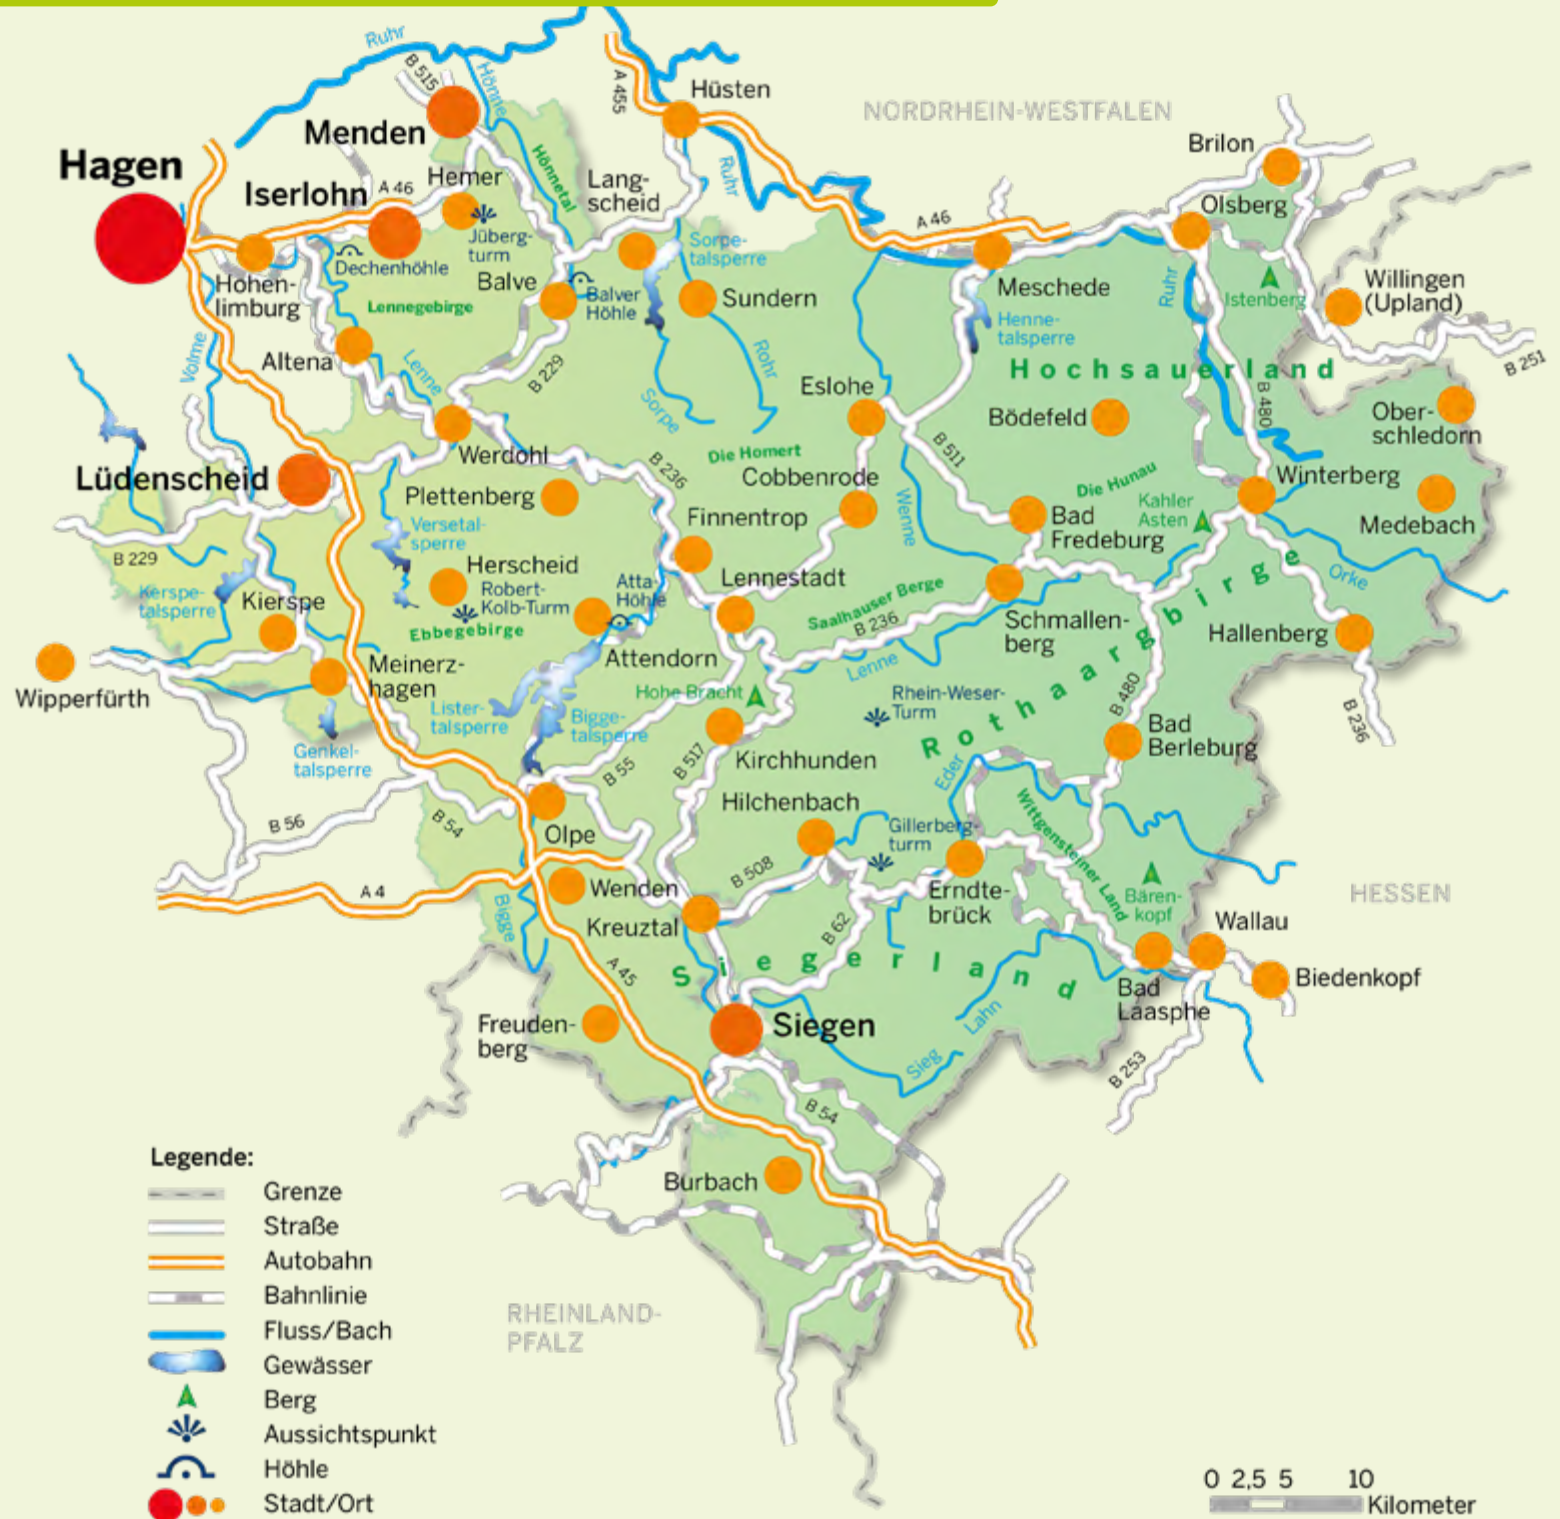 Ruhr
B 515
Hönne
A 455
Hüsten
NORDRHEIN-WESTFALEN
Menden
Brilon
Hagen
Hönnetal
Ruhr
Iserlohn
A 46
Hemer
Lang-
scheid
Olsberg
A 46
Jüberg-
turm
Sorpe-
talsperre
Dechenhöhle
Hohen-
limburg
Balve
Balver
Höhle
Sundern
Meschede
Ruhr
Istenberg
Willingen
(Upland)
Lennegebirge
Henne-
talsperre
Volme
Altena
Lenne
B 229
Rohr
Sorpe
Hochsauerland
B 251
Eslohe
B 480
Bödefeld
Ober-
schledorn
Werdohl
B 236
Die Homert
B 511
Lüdenscheid
Cobbenrode
Die Hunau
Winterberg
Plettenberg
Kahler
Asten
Finnentrop
Wenne
Bad
Fredeburg
Medebach
Versetal-
sperre
B 229
Herscheid
Robert-
Kolb-Turm
Atta-
Höhle
Lennestadt
Orke
Kerspe-
talsperre
Kierspe
Saalhauser Berge
B 236
Ebbegebirge
Schmallen-
berg
Hallenberg
Attendorn
Lenne
Rothaargebirge
Meinerz-
hagen
Wipperfürth
Hohe Bracht
Rhein-Weser-
Turm
B 480
Lister-
talsperre
Bigge-
talsperre
B 236
Bad
Berleburg
Genkel-
talsperre
B 55
B 517
Kirchhunden
Eder
Hilchenbach
Wittgensteiner Land
B 56
B 54
Olpe
Gillerberg-
turm
A 4
Wenden
B 508
Erndte-
brück
Bären-
kopf
HESSEN
Bigge
Kreuztal
B 62
Wallau
Siegerland
A 45
Biedenkopf
Bad
Laasphe
Freuden-
berg
Siegen
Lahn
Sieg
B 253
B 54
Burbach
RHEINLAND-
PFALZ
Legende:
Grenze
Straße
Autobahn
Bahnlinie
Fluss/Bach
Gewässer
Berg
Aussichtspunkt
Höhle
Stadt/Ort
0 2,5 5 10
Kilometer